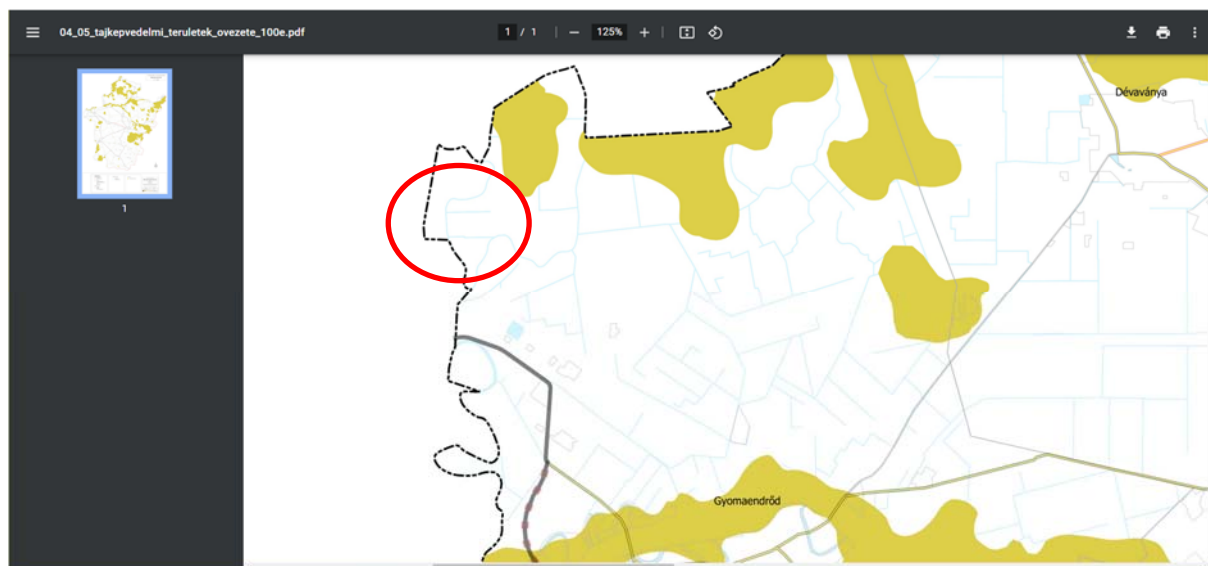 04_05_tajkepvedelmi_teruletek_ovezete_100e.pdf
1 / 1
125%
1
Dévaványa
Gyomaendrőd